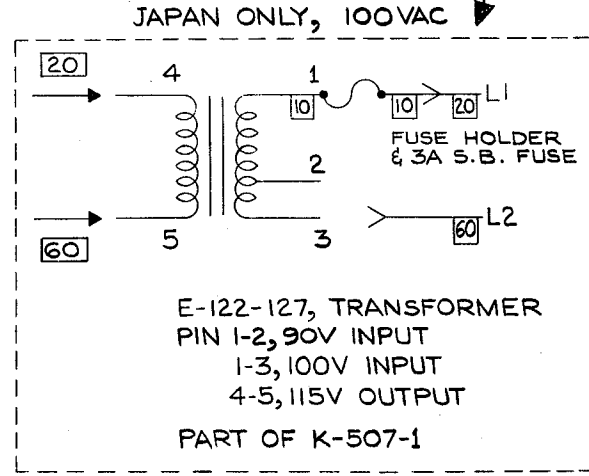 JAPAN ONLY, 100VAC
20
4
1
10
10
20
L1
FUSE HOLDER
& 3A S.B. FUSE
2
60
5
3
60
L2
E-122-127, TRANSFORMER
PIN 1-2, 90V INPUT
1-3, 100V INPUT
4-5, 115V OUTPUT
PART OF K-507-1